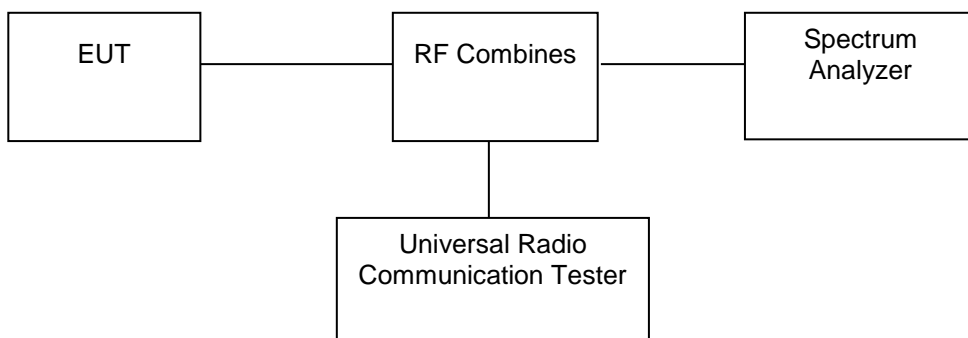 EUT
RF Combines
Spectrum
Analyzer
Universal Radio
Communication Tester